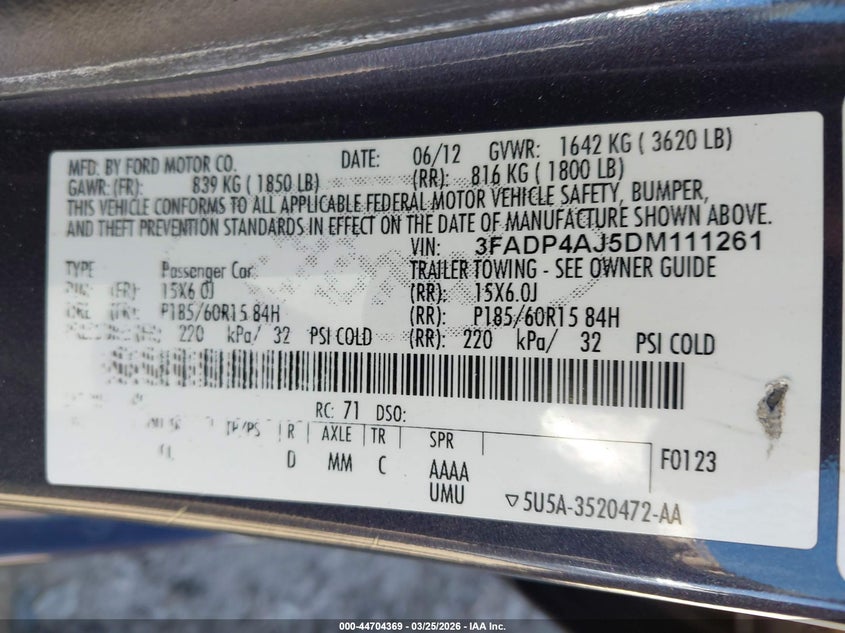 MFD. BY FORD MOTOR CO. DATE: 06/12 GVWR: 1642 KG ( 3620 LB)
GAWR: (FR): 839 KG ( 1850 LB) (RR): 816 KG ( 1800 LB)
THIS VEHICLE CONFORMS TO ALL APPLICABLE FEDERAL MOTOR VEHICLE SAFETY, BUMPER,
AND THEFT PREVENTION STANDARDS IN EFFECT ON THE DATE OF MANUFACTURE SHOWN ABOVE.
VIN: 3FADP4AJ5DM111261
TYPE Passenger Car TRAILER TOWING - SEE OWNER GUIDE
(FR): 15X6.0J (RR): 15X6.0J
P185/60R15 84H (RR): P185/60R15 84H
220 kPa/ 32 PSI COLD (RR): 220 kPa/ 32 PSI COLD
RC: 71 DSO:
TP/PS R AXLE TR SPR
D MM C AAAA F0123
UMU ▽5U5A-3520472-AA
000-44704369 - 03/25/2026 - IAA Inc.